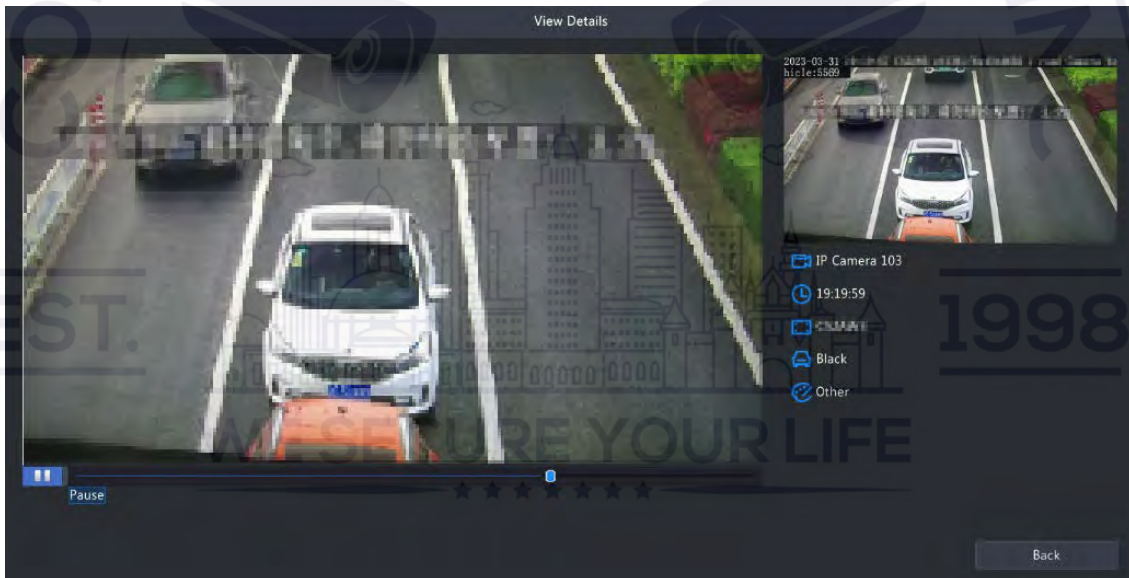 View Details
2023-03-31
hicle:5569
IP Camera 103
19:19:59
Black
Other
Pause
Back
EST.
1998
WE SECURE YOUR LIFE